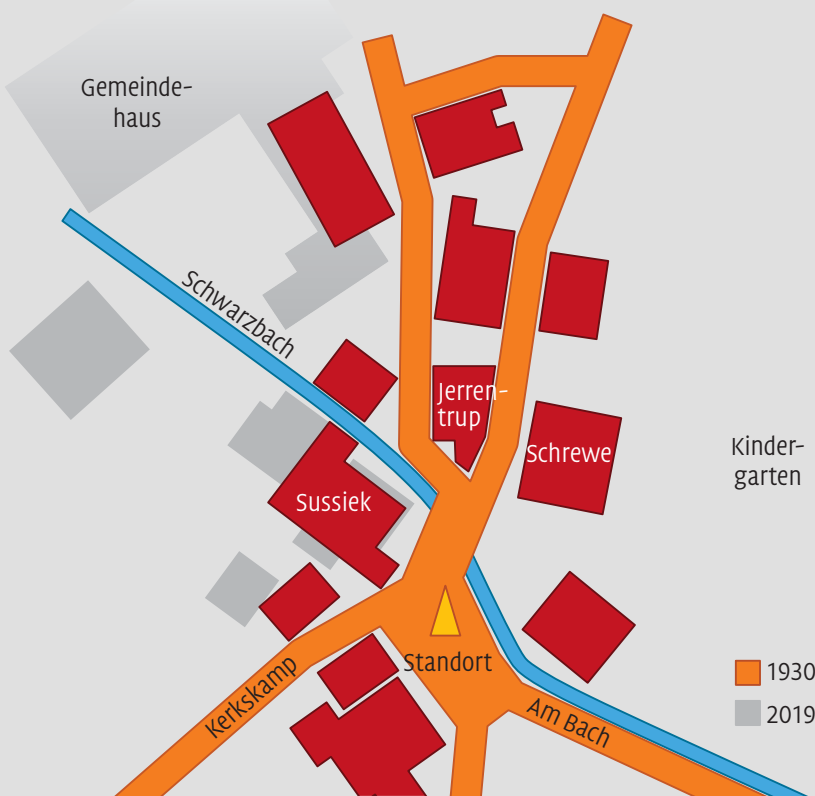 Gemeinde-
haus
Schwarzbach
Jerren-
trup
Schrewe
Kinder-
garten
Sussiek
Standort
Kerkskamp
Am Bach
1930
2019